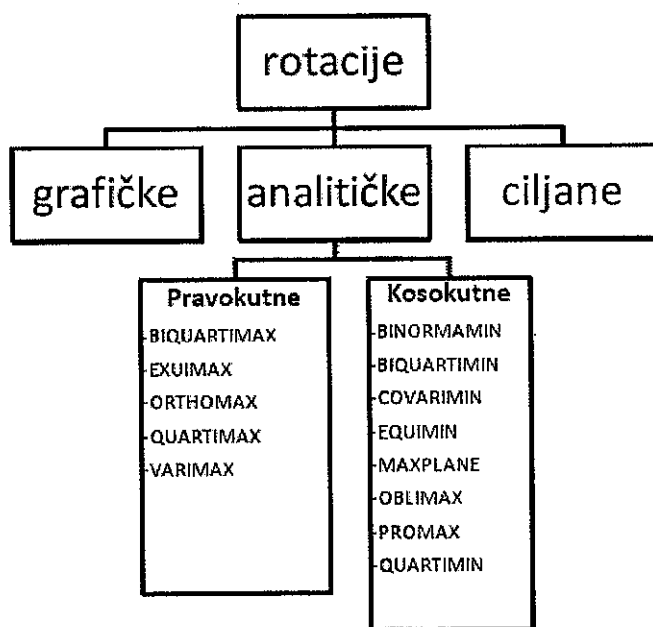 rotacije
grafičke
analitičke
ciljane
Pravokutne
-BIQUARTIMAX
-EXUIMAX
-ORTHOMAX
-QUARTIMAX
-VARIMAX
Kosokutne
-BINORMAMIN
-BIQUARTIMIN
-COVARIMIN
-EQUIMIN
-MAXPLANE
-OBLIMAX
-PROMAX
-QUARTIMIN